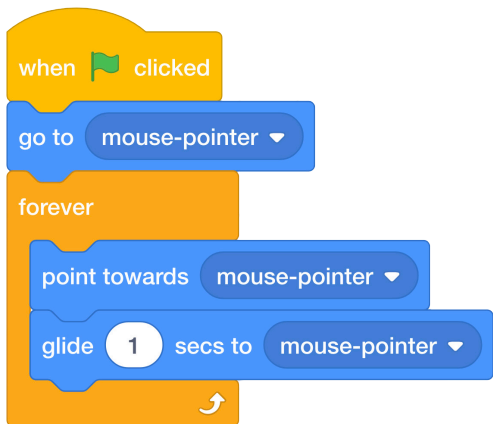 when clicked
go to mouse-pointer
forever
point towards mouse-pointer
glide 1 secs to mouse-pointer